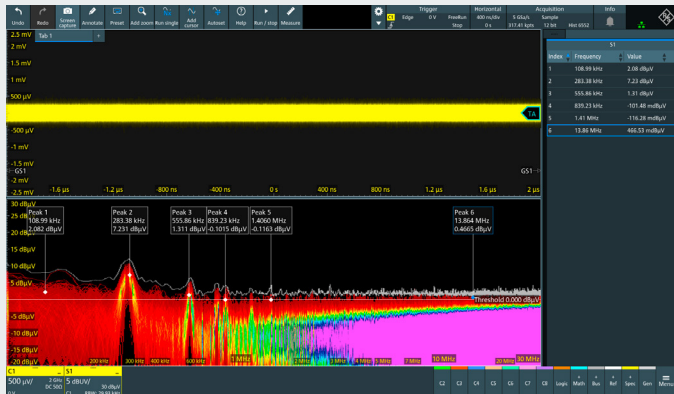 Undo
Redo
Screen capture
Annotate
Preset
Add zoom
Run single
Add cursor
Autoset
Help
Run / stop
Measure
Trigger
C1 Edge 0 V FreeRun
Stop
Horizontal
400 ns/div
0 s
Acquisition
5 GSa/s Sample
317.41 kpts 12 bit Hist 6552
Info
Tab 1 +
2.5 mV
2 mV
1.5 mV
1 mV
500 µV
TA
-500 µV
-1 mV
-1.5 mV
GS1
GS1
-2 mV
-2.5 mV
-1.6 µs -1.2 µs -800 ns -400 ns 0 s 400 ns 800 ns 1.2 µs 1.6 µs 2 µs
S1
Index Frequency Value
1 108.99 kHz 2.08 dBµV
2 283.38 kHz 7.23 dBµV
3 555.86 kHz 1.31 dBµV
4 839.23 kHz -101.48 mdBµV
5 1.41 MHz -116.28 mdBµV
6 13.86 MHz 466.53 mdBµV
30 dBµV
25 dBµV
20 dBµV
15 dBµV
10 dBµV
5 dBµV
-5 dBµV
-10 dBµV
-15 dBµV
-20 dBµV
Peak 1
108.99 kHz
2.082 dBµV
Peak 2
283.38 kHz
7.231 dBµV
Peak 3
555.86 kHz
1.311 dBµV
Peak 4
839.23 kHz
-0.1015 dBµV
Peak 5
1.4060 MHz
-0.1163 dBµV
Peak 6
13.864 MHz
0.4665 dBµV
Threshold 0.000 dBµV
200 kHz 300 kHz 400 kHz 600 kHz 1 MHz 2 MHz 3 MHz 4 MHz 5 MHz 7 MHz 10 MHz 20 MHz 30 MHz
C1
500 µV/
2 GHz
DC 50Ω
0 V
S1
5 dBUV/
30 dBµV
C1
C2 C3 C4 C5 C6 C7 C8 Logic Math Bus Ref Spec Gen Menu